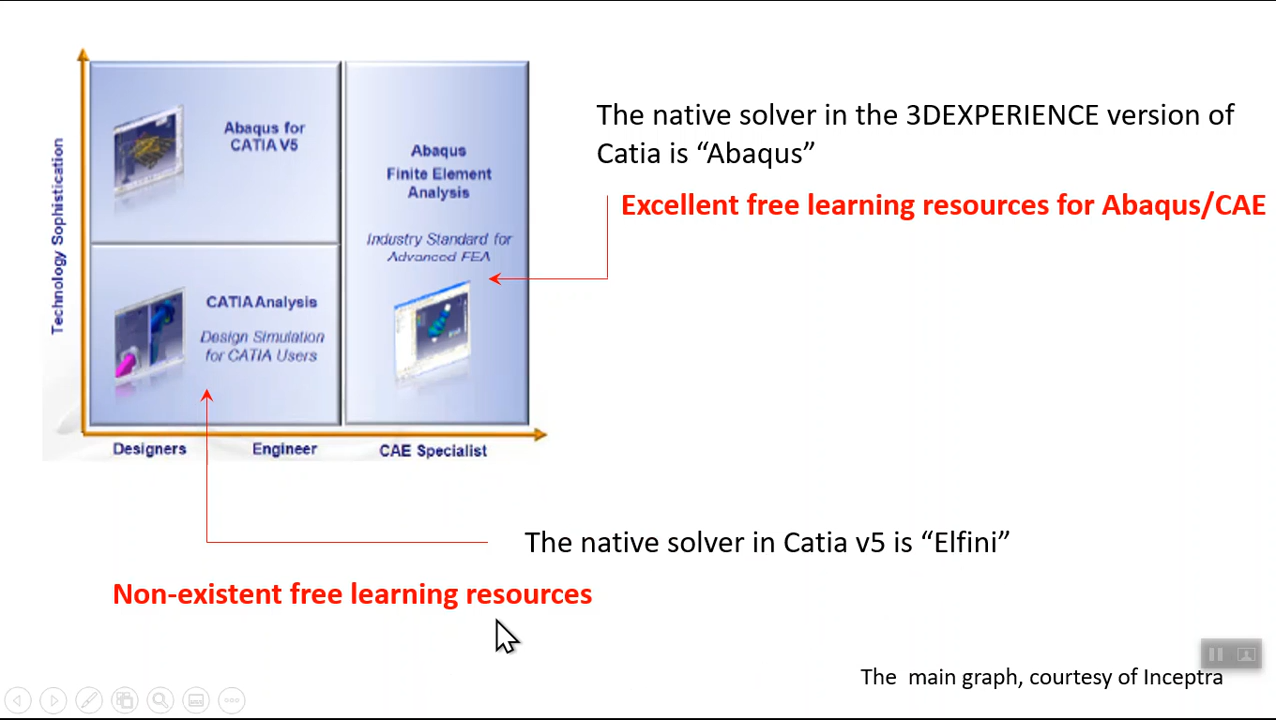 The native solver in the 3DEXPERIENCE version of
Catia is “Abaqus”
Excellent free learning resources for Abaqus/CAE
Technology Sophistication
Abaqus for
CATIA V5
Abaqus
Finite Element
Analysis
Industry Standard for
Advanced FEA
CATIA Analysis
Design Simulation
for CATIA Users
Designers
Engineer
CAE Specialist
The native solver in Catia v5 is “Elfini”
Non-existent free learning resources
The main graph, courtesy of Inceptra